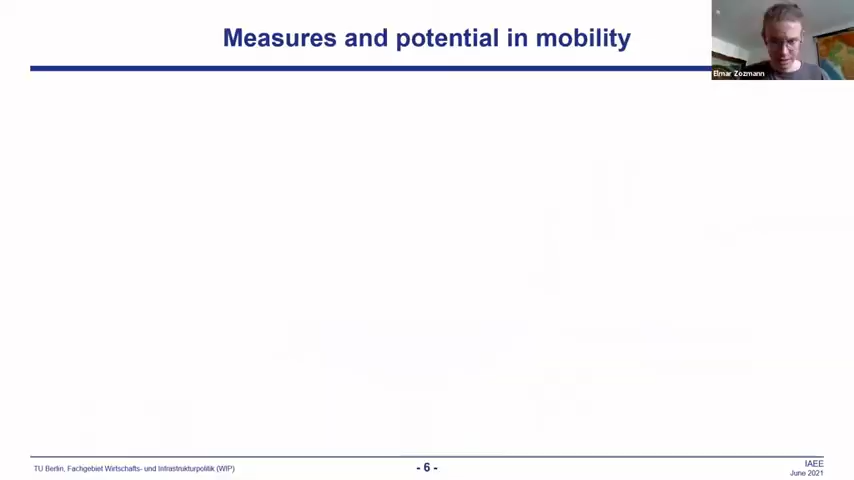 Measures and potential in mobility
Elmar Zozmann
TU Berlin, Fachgebiet Wirtschafts- und Infrastrukturpolitik (WIP)
- 6 -
IAEE
June 2021